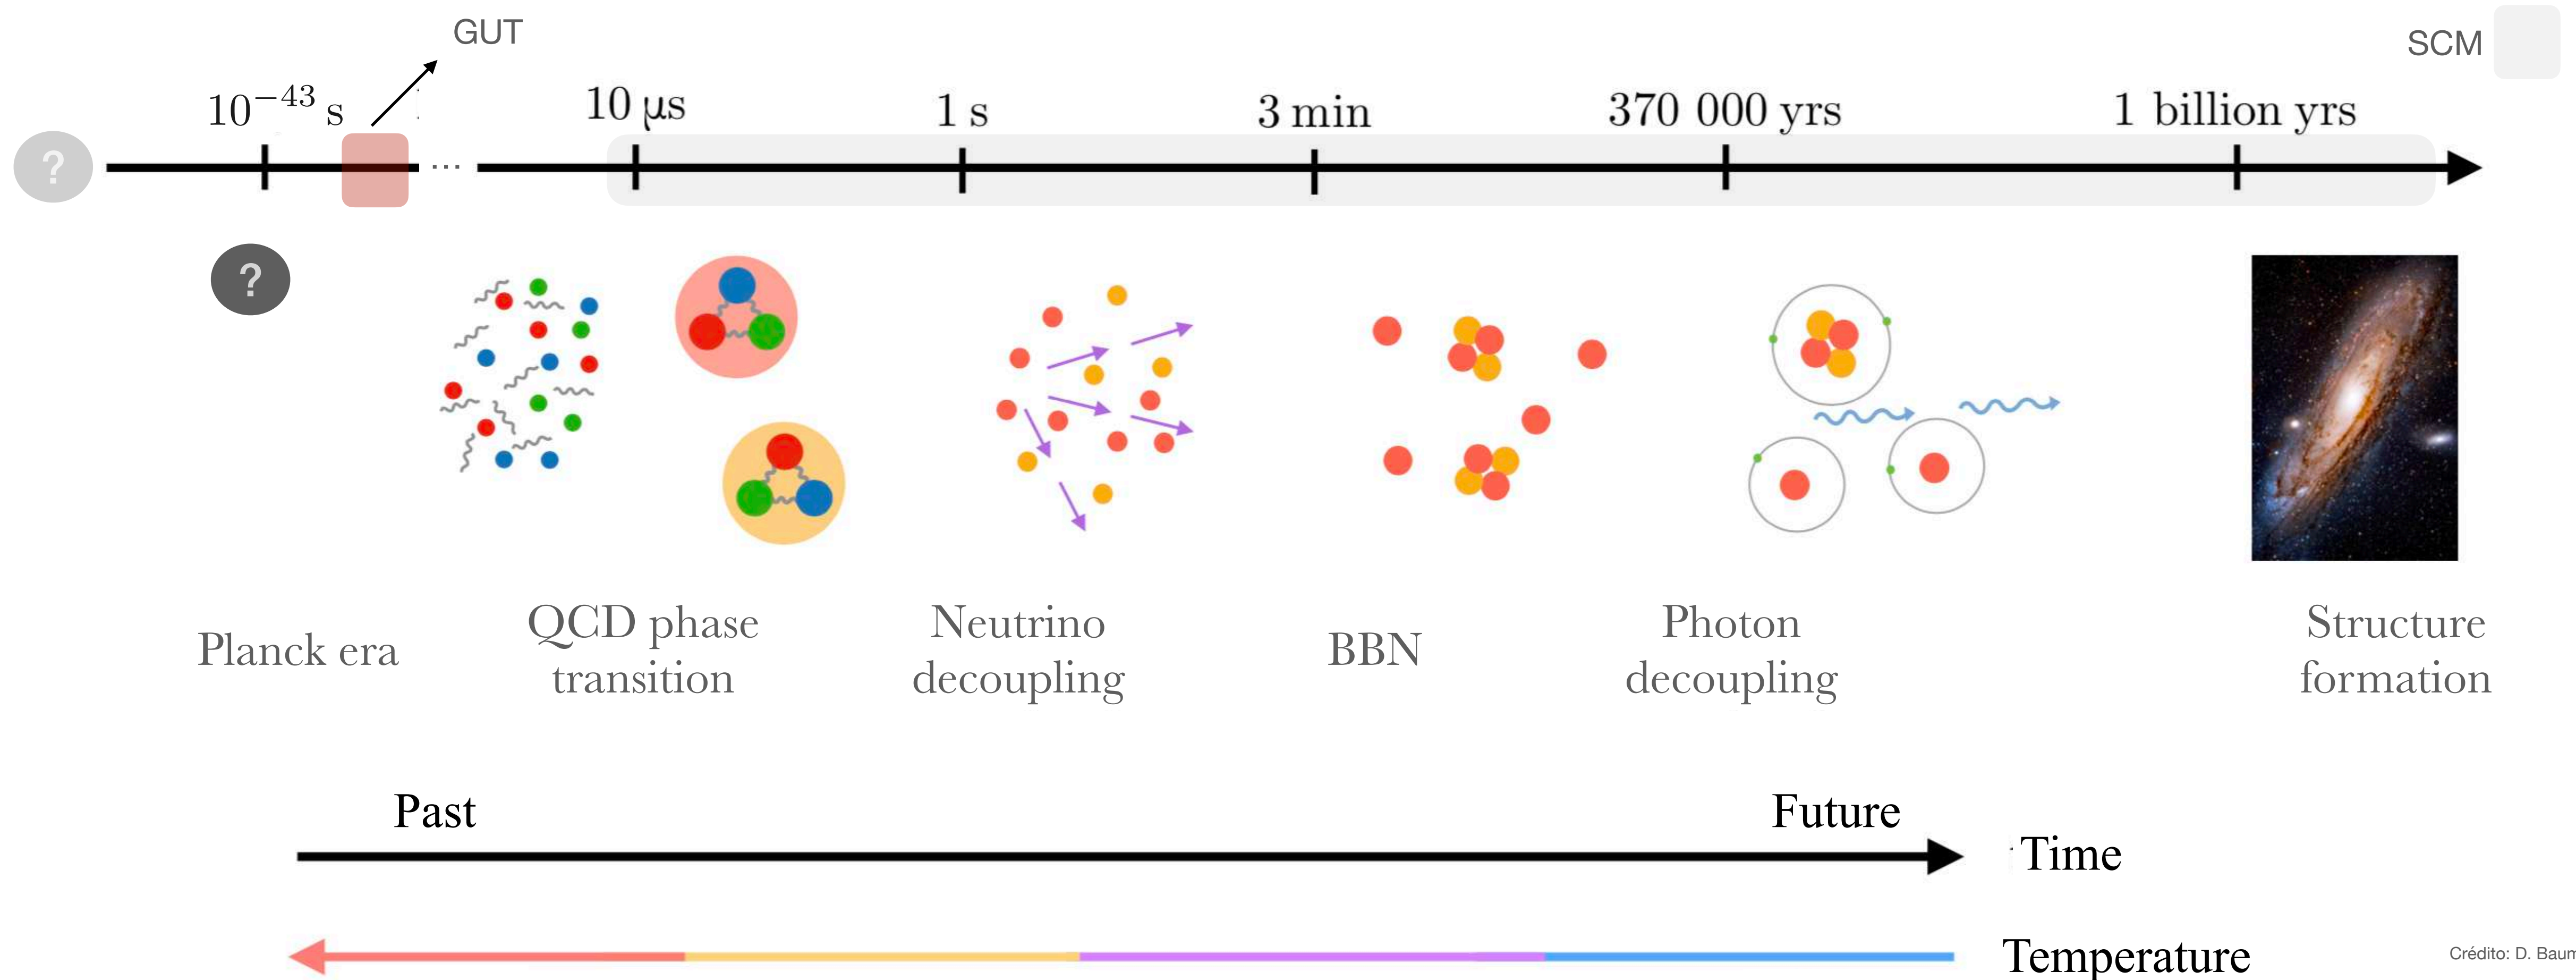 GUT
SCM
10⁻⁴³ s
10 µs
1 s
3 min
370 000 yrs
1 billion yrs
?
...
?
Planck era
QCD phase
transition
Neutrino
decoupling
BBN
Photon
decoupling
Structure
formation
Past
Future
Time
Temperature
Crédito: D. Baum